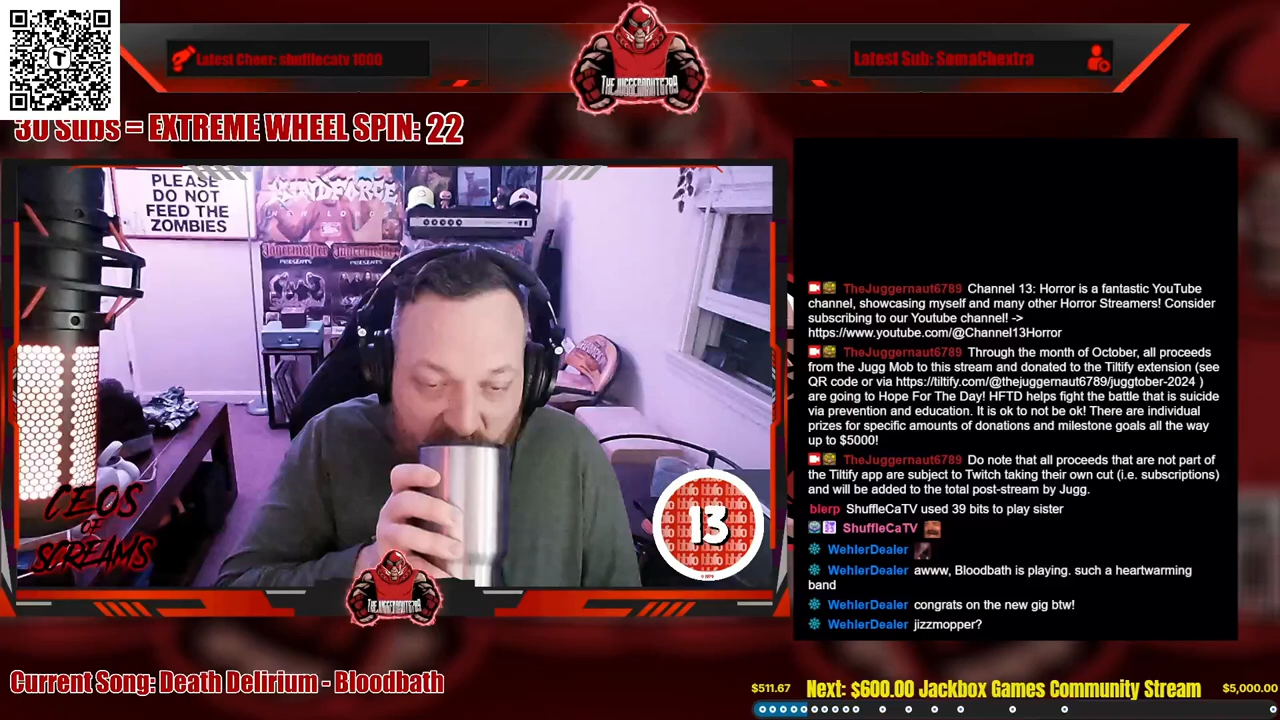 Latest Cheer: shufflecatv 1000
THEJUGGERNAUT6789
Latest Sub: SomaChextra
30 Subs = EXTREME WHEEL SPIN: 22
PLEASE
DO NOT
FEED THE
ZOMBIES
MINDFORCE
Jägermeister Jägermeister
PRESENTS PRESENTS
CEOS
OF
SCREAMS
13
THEJUGGERNAUT6789
TheJuggernaut6789 Channel 13: Horror is a fantastic YouTube
channel, showcasing myself and many other Horror Streamers! Consider
subscribing to our Youtube channel! ->
https://www.youtube.com/@Channel13Horror
TheJuggernaut6789 Through the month of October, all proceeds
from the Jugg Mob to this stream and donated to the Tiltify extension (see
QR code or via https://tiltify.com/@thejuggernaut6789/juggtober-2024 )
are going to Hope For The Day! HFTD helps fight the battle that is suicide
via prevention and education. It is ok to not be ok! There are individual
prizes for specific amounts of donations and milestone goals all the way
up to $5000!
TheJuggernaut6789 Do note that all proceeds that are not part of
the Tiltify app are subject to Twitch taking their own cut (i.e. subscriptions)
and will be added to the total post-stream by Jugg.
blerp ShuffleCaTV used 39 bits to play sister
ShuffleCaTV
WehlerDealer
WehlerDealer awww, Bloodbath is playing. such a heartwarming
band
WehlerDealer congrats on the new gig btw!
WehlerDealer jizzmopper?
Current Song: Death Delirium - Bloodbath
$511.67 Next: $600.00 Jackbox Games Community Stream $5,000.00